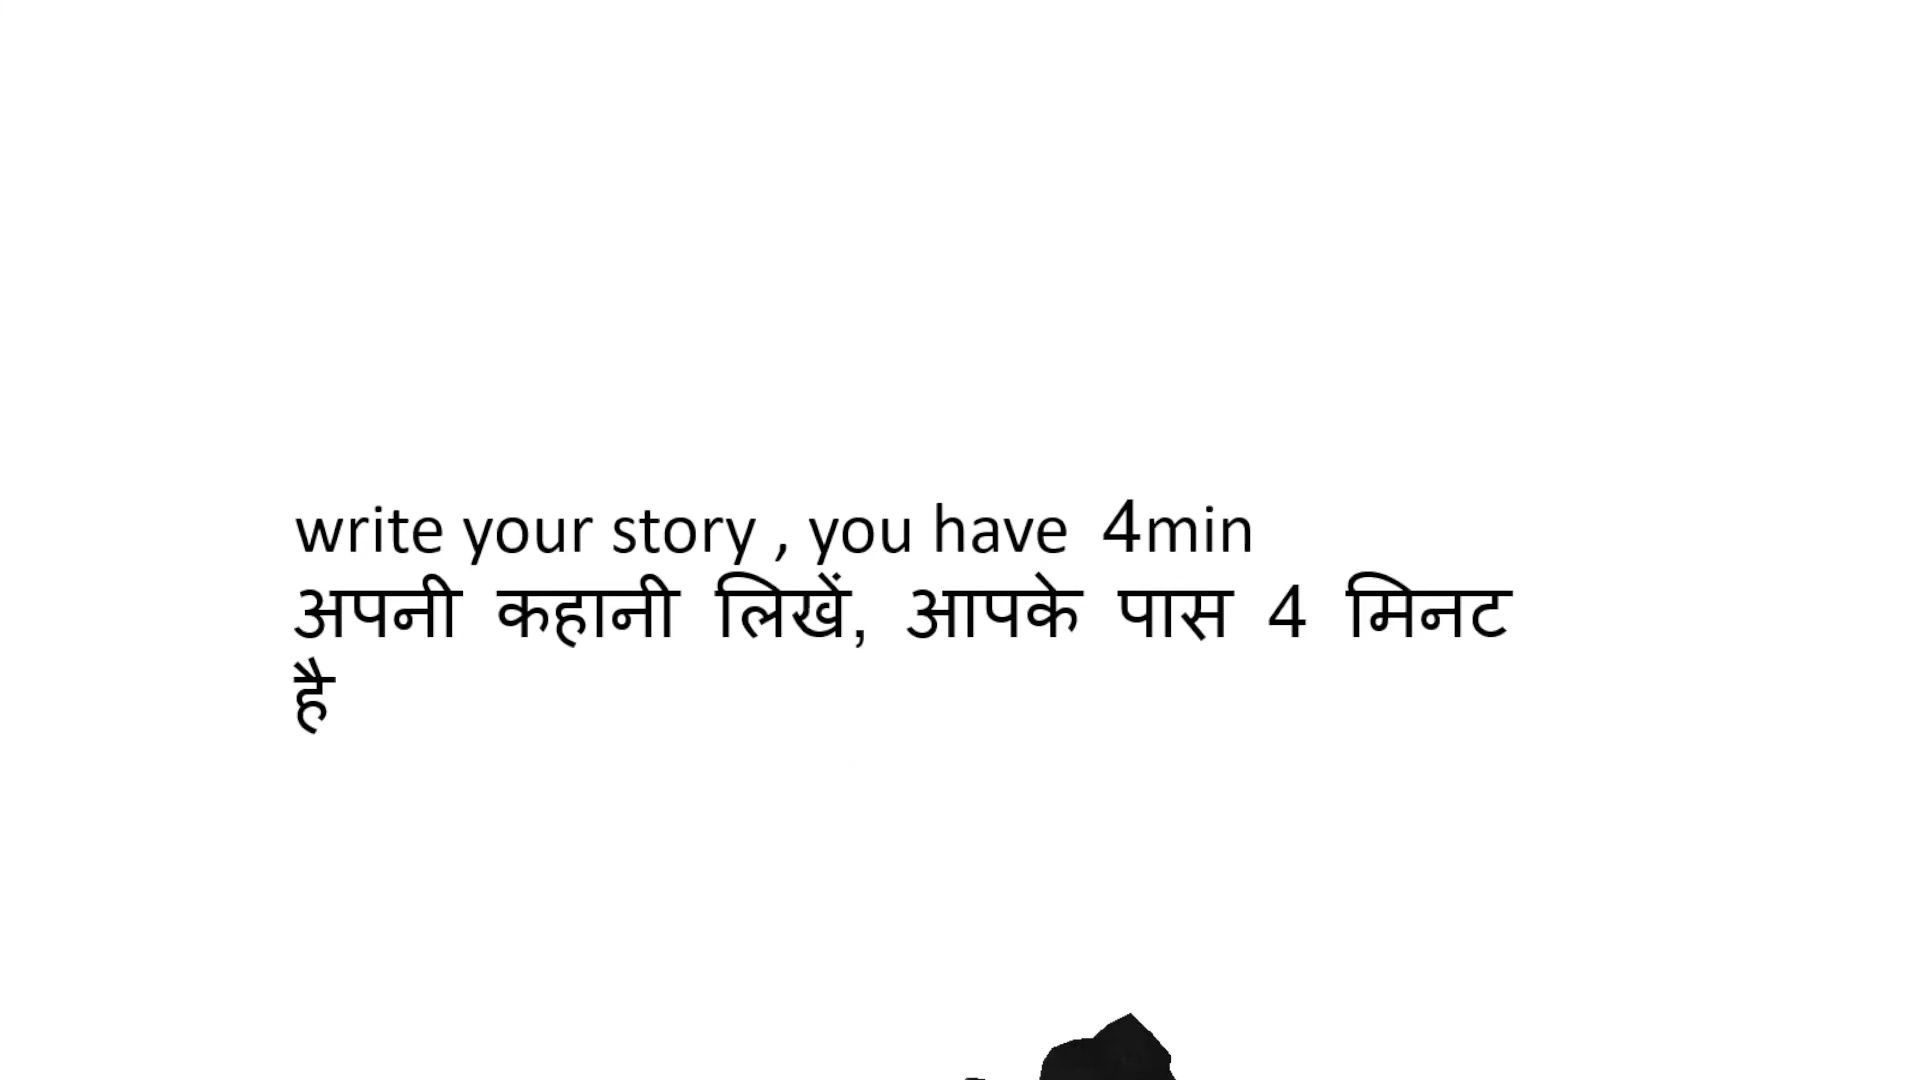 write your story , you have 4min
अपनी कहानी लिखें, आपके पास 4 मिनट
है